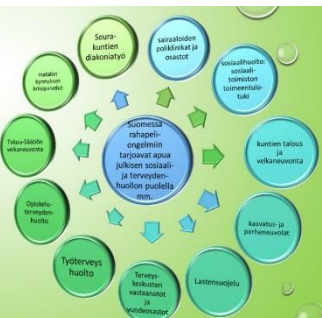 Suomessa
rahapeli-
ongelmiin
tarjoavat apua
julkisen sosiaali-
ja terveyden-
huollon puolella
mm.
sairaaloiden
poliklinikat ja
osastot
sosiaalihuolto:
sosiaali-
toimiston
toimeentulo-
tuki
kuntien talous
ja
velkaneuvonta
kasvatus- ja
perheneuvolat
Lastensuojelu
Terveys-
keskusten
vastaanotot
ja
vuodeosastot
Työterveys
huolto
Opiskelu-
terveyden-
huolto
Takuu-Säätiön
velkaneuvonta
matalan
kynnyksen
kriisipalvelut
Seura-
kuntien
diakoniatyö